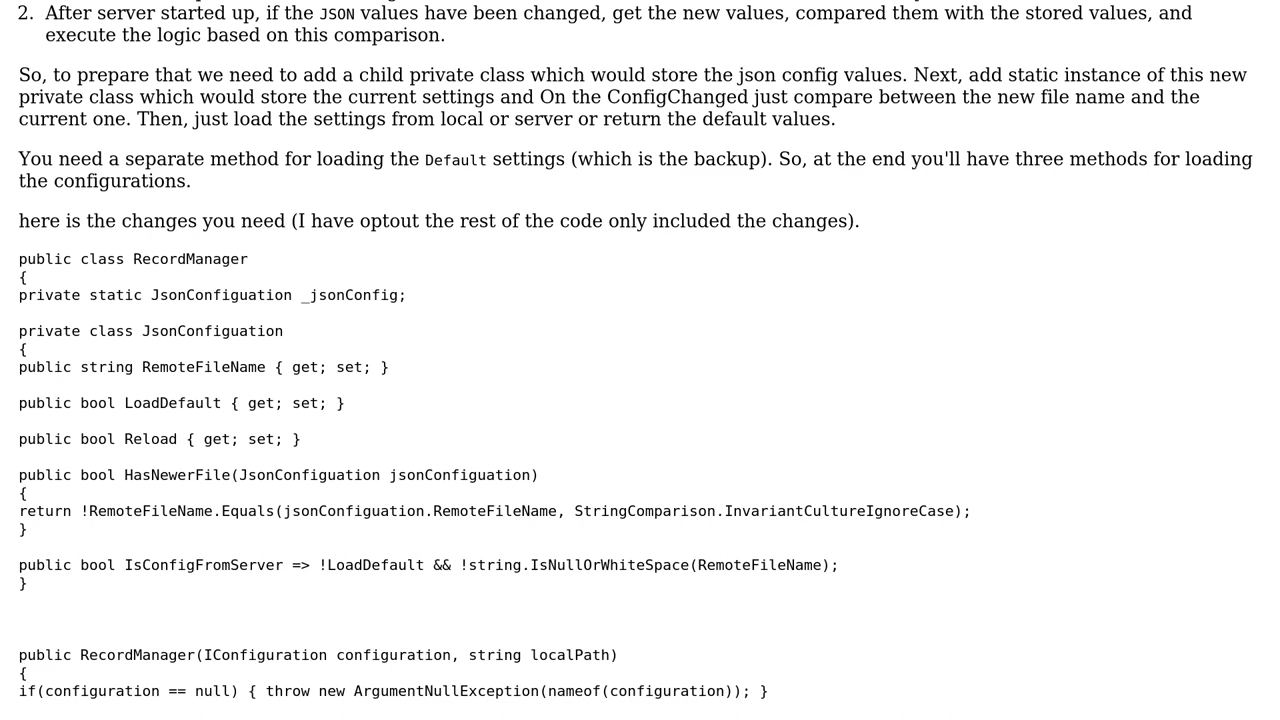 2. After server started up, if the JSON values have been changed, get the new values, compared them with the stored values, and
execute the logic based on this comparison.
So, to prepare that we need to add a child private class which would store the json config values. Next, add static instance of this new
private class which would store the current settings and On the ConfigChanged just compare between the new file name and the
current one. Then, just load the settings from local or server or return the default values.
You need a separate method for loading the Default settings (which is the backup). So, at the end you'll have three methods for loading
the configurations.
here is the changes you need (I have optout the rest of the code only included the changes).
public class RecordManager
{
private static JsonConfiguation _jsonConfig;
private class JsonConfiguation
{
public string RemoteFileName { get; set; }
public bool LoadDefault { get; set; }
public bool Reload { get; set; }
public bool HasNewerFile(JsonConfiguation jsonConfiguation)
{
return !RemoteFileName.Equals(jsonConfiguation.RemoteFileName, StringComparison.InvariantCultureIgnoreCase);
}
public bool IsConfigFromServer => !LoadDefault && !string.IsNullOrWhiteSpace(RemoteFileName);
}
public RecordManager(IConfiguration configuration, string localPath)
{
if(configuration == null) { throw new ArgumentNullException(nameof(configuration)); }